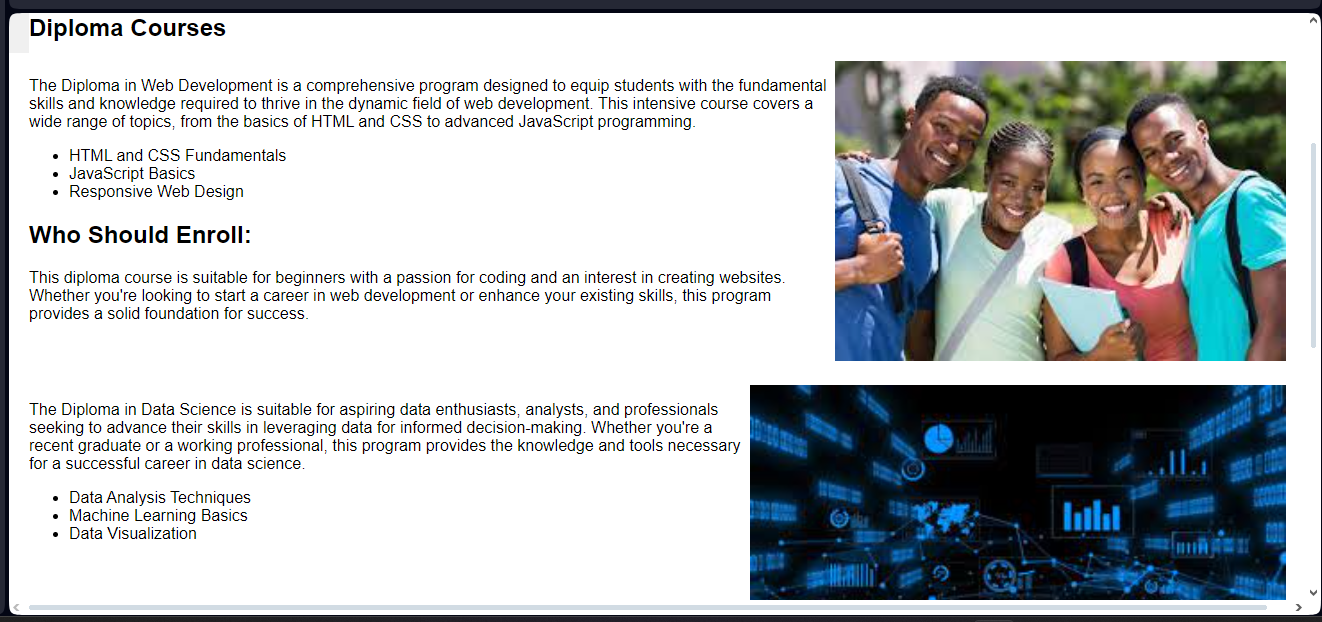 Diploma Courses
The Diploma in Web Development is a comprehensive program designed to equip students with the fundamental
skills and knowledge required to thrive in the dynamic field of web development. This intensive course covers a
wide range of topics, from the basics of HTML and CSS to advanced JavaScript programming.
• HTML and CSS Fundamentals
• JavaScript Basics
• Responsive Web Design
Who Should Enroll:
This diploma course is suitable for beginners with a passion for coding and an interest in creating websites.
Whether you're looking to start a career in web development or enhance your existing skills, this program
provides a solid foundation for success.
The Diploma in Data Science is suitable for aspiring data enthusiasts, analysts, and professionals
seeking to advance their skills in leveraging data for informed decision-making. Whether you're a
recent graduate or a working professional, this program provides the knowledge and tools necessary
for a successful career in data science.
• Data Analysis Techniques
• Machine Learning Basics
• Data Visualization